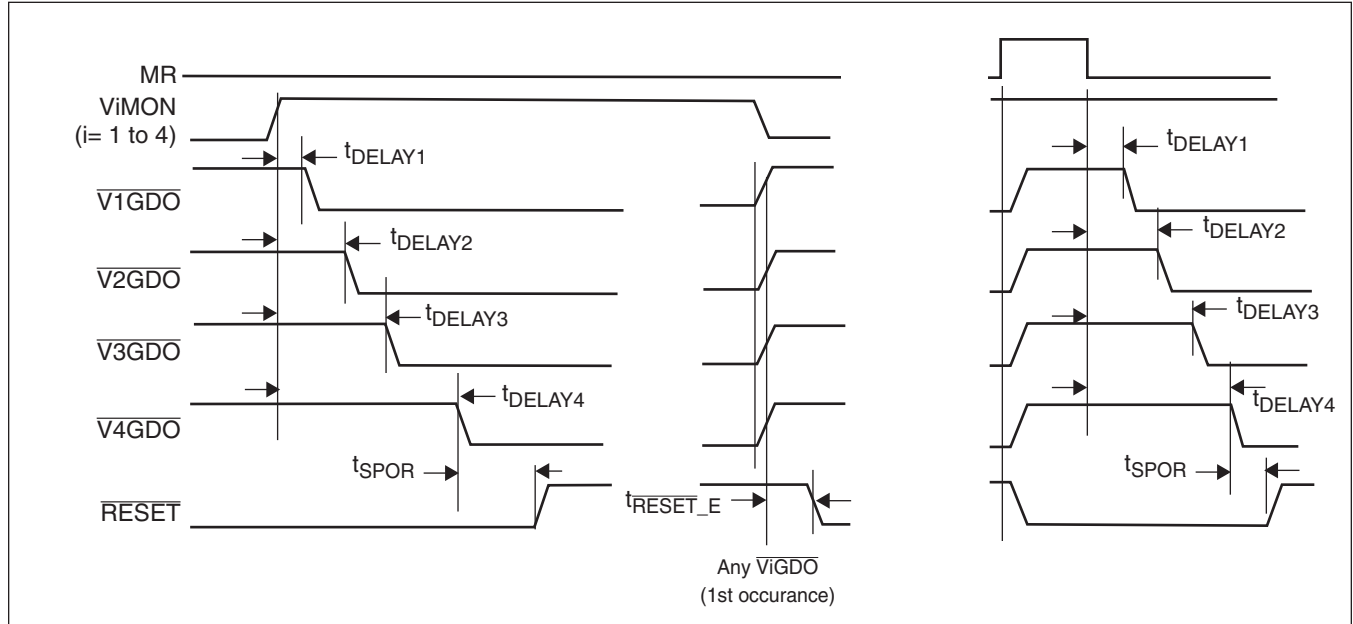 MR
ViMON
(i= 1 to 4)
tDELAY1
tDELAY1
V1GDO
tDELAY2
tDELAY2
V2GDO
tDELAY3
tDELAY3
V3GDO
tDELAY4
tDELAY4
V4GDO
tSPOR
tSPOR
tRESET_E
RESET
Any ViGDO
(1st occurance)